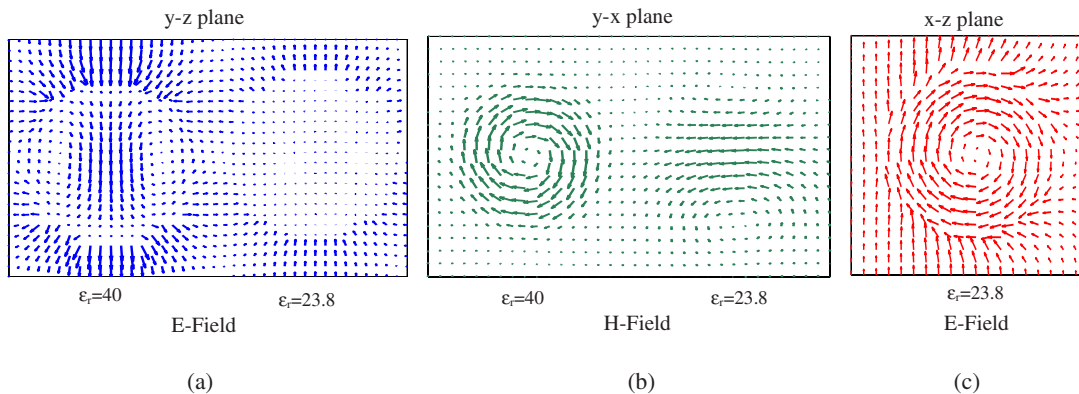 y-z plane
y-x plane
x-z plane
εr=40
εr=23.8
εr=40
εr=23.8
εr=23.8
E-Field
H-Field
E-Field
(a)
(b)
(c)